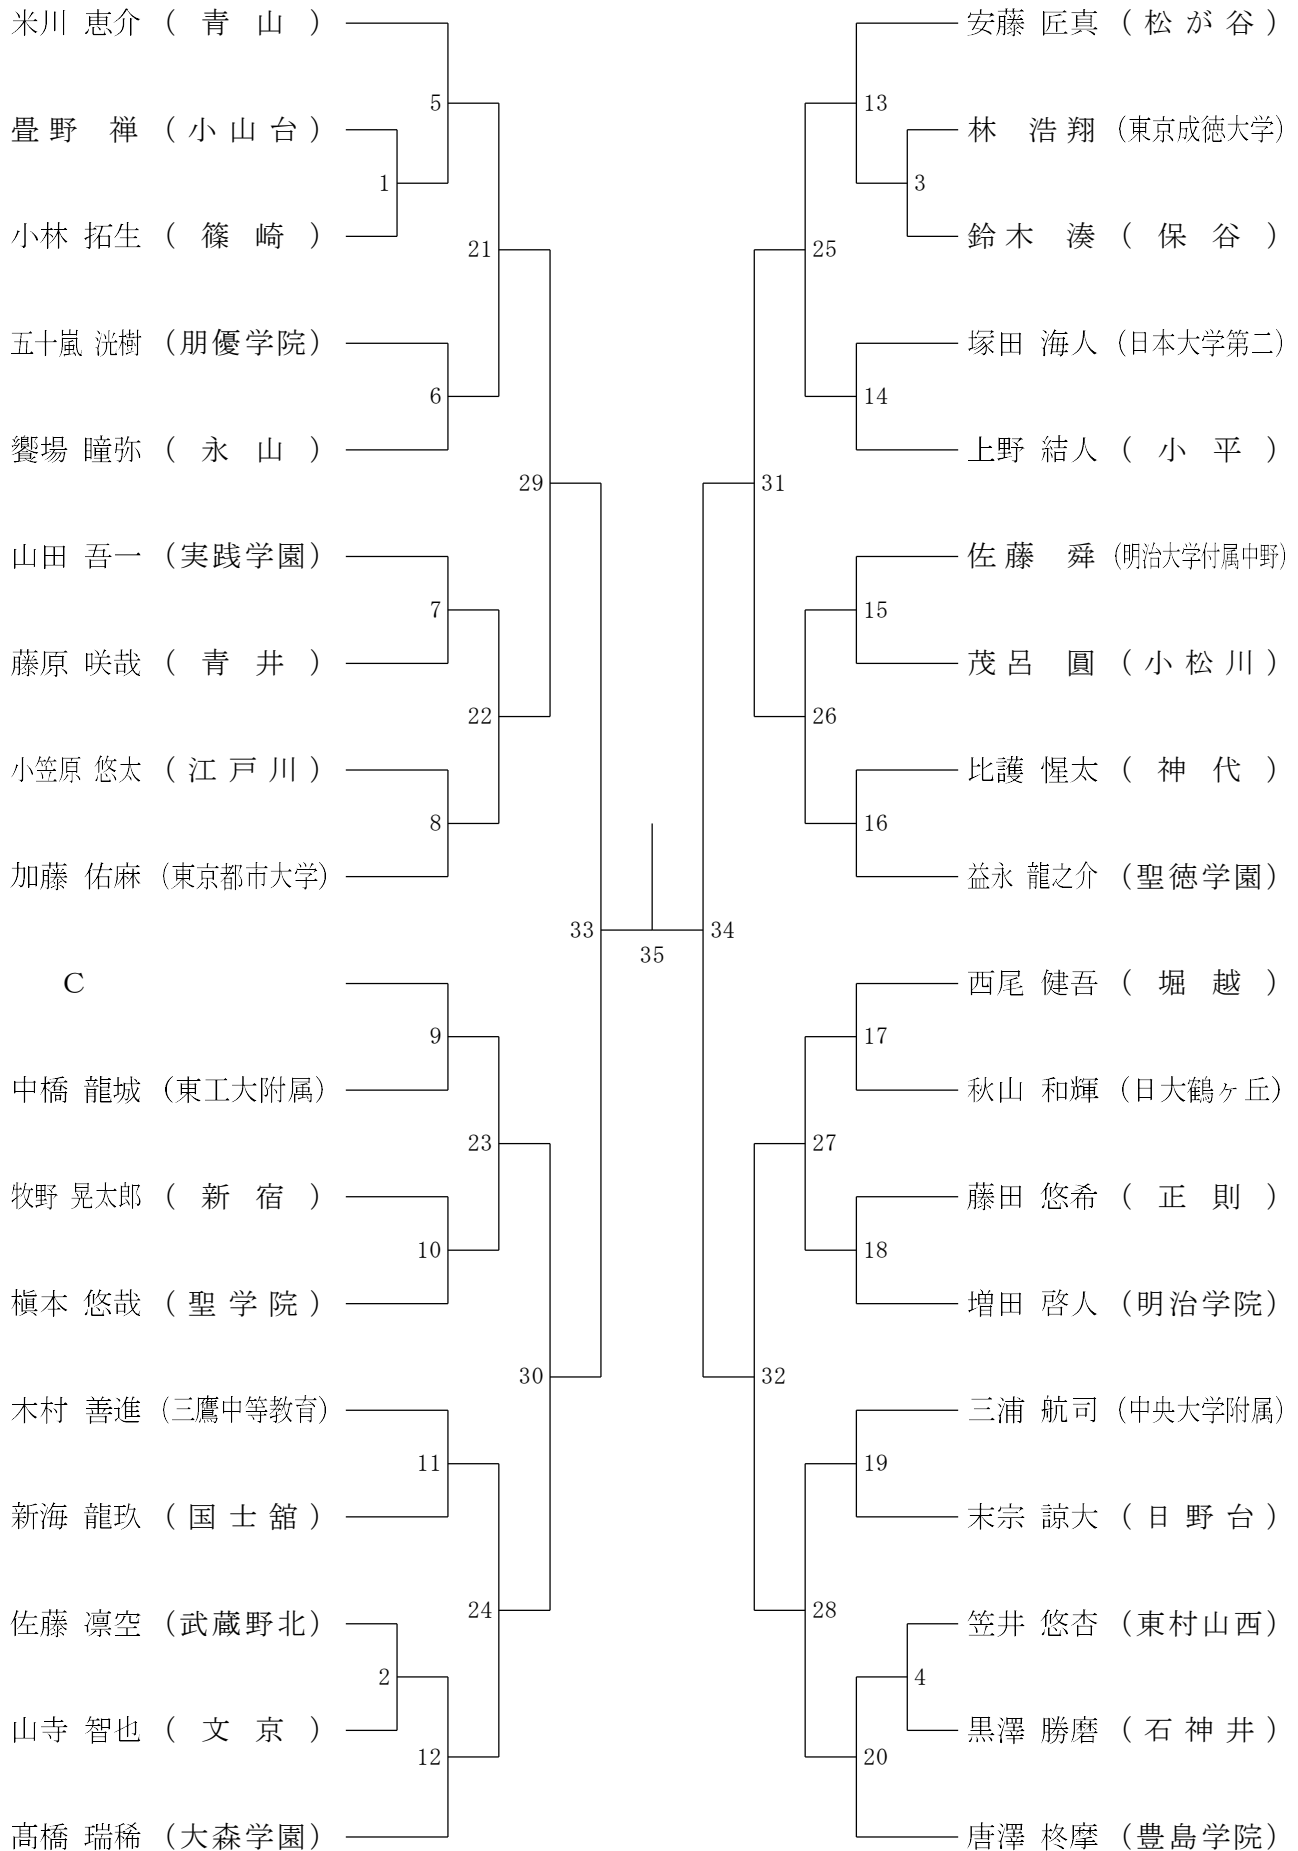 米川 恵介 (青山)
5
畳野 禅 (小山台)
1
小林 拓生 (篠崎)
21
五十嵐 洸樹 (朋優学院)
6
饗場 瞳弥 (永山)
29
山田 吾一 (実践学園)
7
藤原 咲哉 (青井)
22
小笠原 悠太 (江戸川)
8
加藤 佑麻 (東京都市大学)
33
C
9
中橋 龍城 (東工大附属)
23
牧野 晃太郎 (新宿)
10
槇本 悠哉 (聖学院)
30
木村 善進 (三鷹中等教育)
11
新海 龍玖 (国士舘)
24
佐藤 凛空 (武蔵野北)
2
山寺 智也 (文京)
12
髙橋 瑞稀 (大森学園)
35
安藤 匠真 (松が谷)
13
林 浩翔 (東京成徳大学)
3
鈴木 湊 (保谷)
25
塚田 海人 (日本大学第二)
14
上野 結人 (小平)
31
佐藤 舜 (明治大学付属中野)
15
茂呂 圓 (小松川)
26
比護 惺太 (神代)
16
益永 龍之介 (聖徳学園)
34
西尾 健吾 (堀越)
17
秋山 和輝 (日大鶴ヶ丘)
27
藤田 悠希 (正則)
18
増田 啓人 (明治学院)
32
三浦 航司 (中央大学附属)
19
末宗 諒大 (日野台)
28
笠井 悠杏 (東村山西)
4
黒澤 勝磨 (石神井)
20
唐澤 柊摩 (豊島学院)